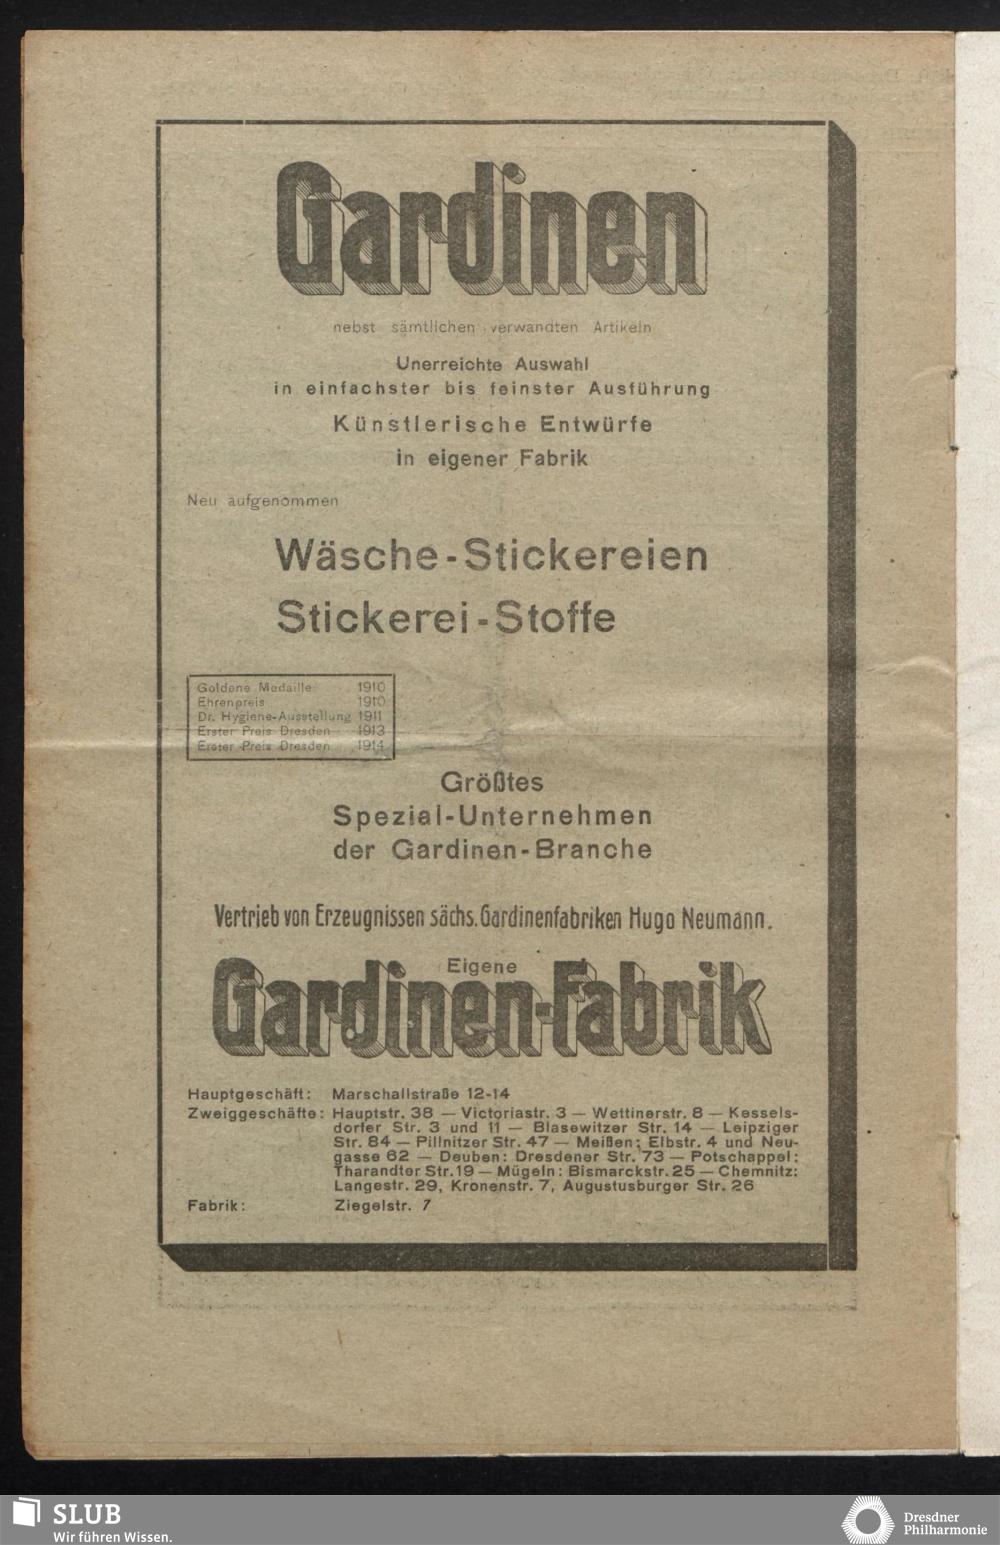 Gardinen
nebst sämtlichen verwandten Artikeln
Unerreichte Auswahl
in einfachster bis feinster Ausführung
Künstlerische Entwürfe
in eigener Fabrik
Neu aufgenommen
Wäsche-Stickereien
Stickerei-Stoffe
Goldene Medaille 1910
Ehrenpreis 1910
Dr. Hygiene-Ausstellung 1911
Erster Preis Dresden 1913
Erster Preis Dresden 1914
Größtes
Spezial-Unternehmen
der Gardinen-Branche
Vertrieb von Erzeugnissen sächs. Gardinenfabriken Hugo Neumann.
Eigene
Gardinen-Fabrik
Hauptgeschäft: Marschallstraße 12-14
Zweiggeschäfte: Hauptstr. 38 — Victoriastr. 3 — Wettinerstr. 8 — Kessels-
dorfer Str. 3 und 11 — Blasewitzer Str. 14 — Leipziger
Str. 84 — Pillnitzer Str. 47 — Meißen: Elbstr. 4 und Neu-
gasse 62 — Deuben: Dresdener Str. 73 — Potschappel:
Tharandter Str. 19 — Mügeln: Bismarckstr. 25 — Chemnitz:
Langestr. 29, Kronenstr. 7, Augustusburger Str. 26
Fabrik: Ziegelstr. 7
SLUB
Wir führen Wissen.
Dresdner
Philharmonie